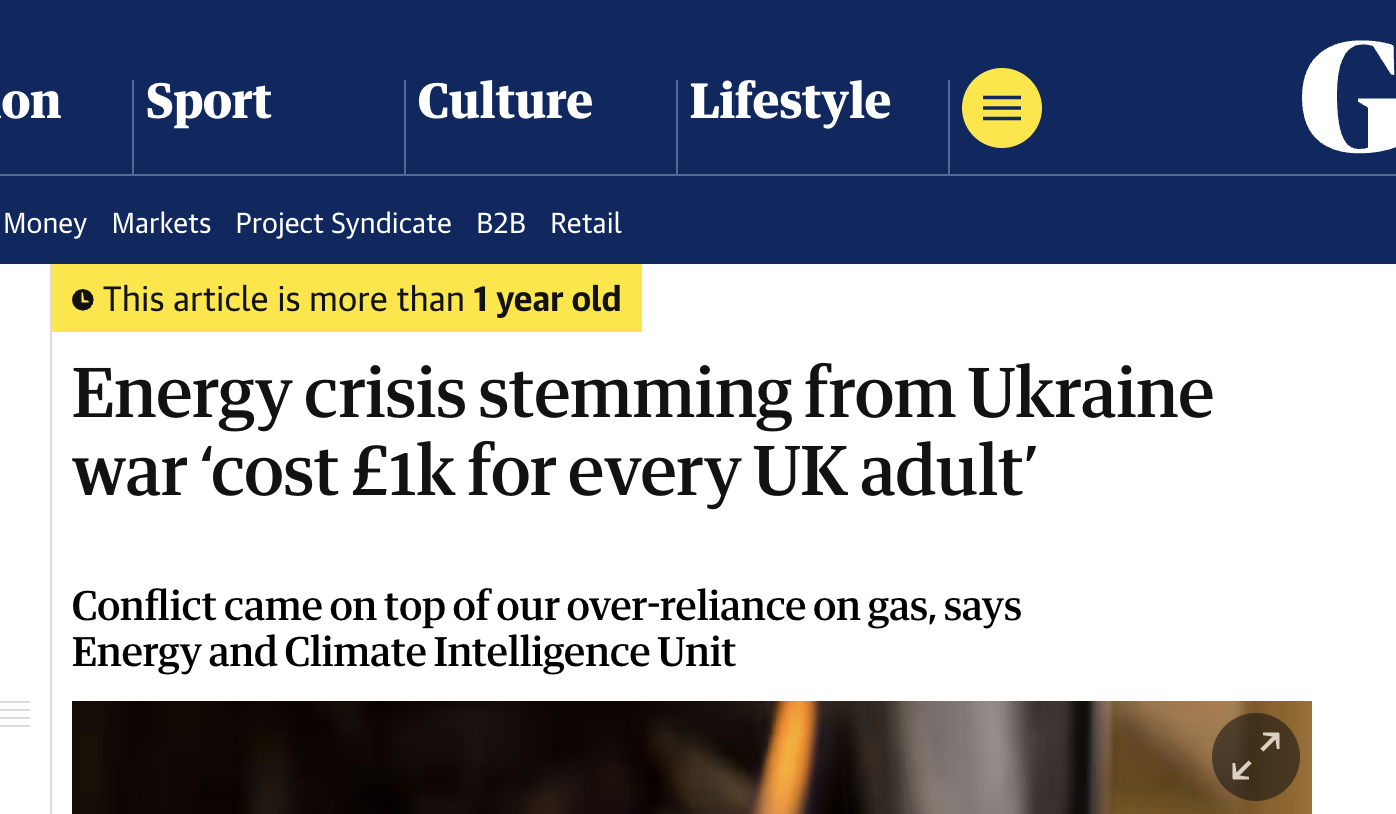 on
Sport
Culture
Lifestyle
G
Money Markets Project Syndicate B2B Retail
This article is more than 1 year old
Energy crisis stemming from Ukraine
war ‘cost £1k for every UK adult’
Conflict came on top of our over-reliance on gas, says
Energy and Climate Intelligence Unit